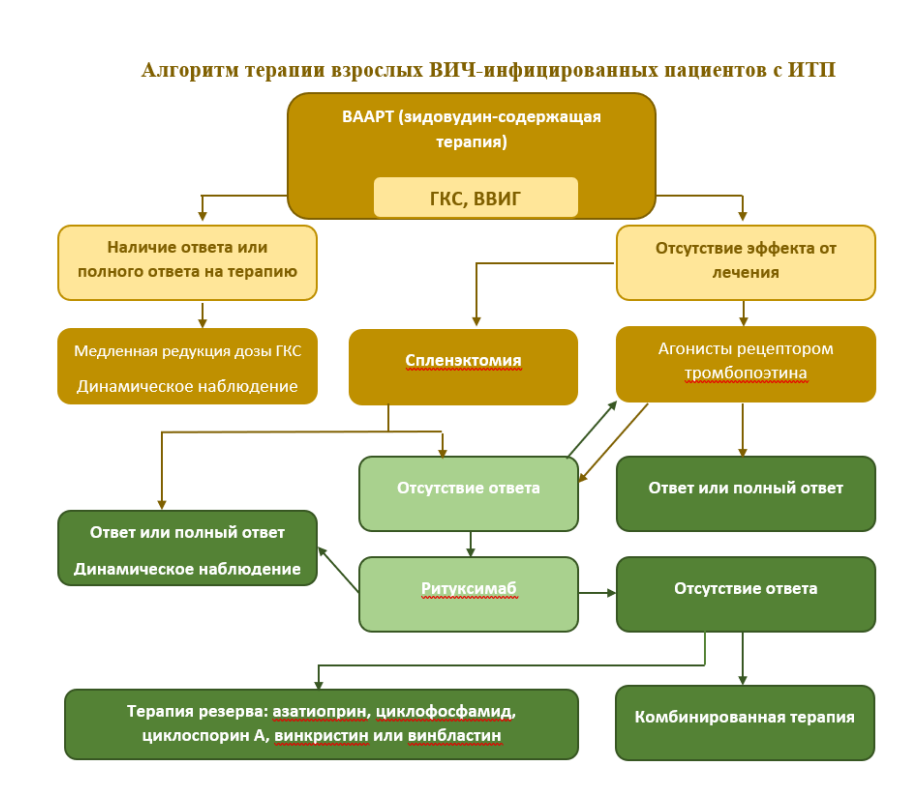 Алгоритм терапии взрослых ВИЧ-инфицированных пациентов с ИТП
ВААРТ (зидовудин-содержащая
терапия)
ГКС, ВВИГ
Наличие ответа или
полного ответа на терапию
Отсутствие эффекта от
лечения
Медленная редукция дозы ГКС
Динамическое наблюдение
Спленэктомия
Агонисты рецептором
тромбопоэтина
Отсутствие ответа
Ответ или полный ответ
Ответ или полный ответ
Динамическое наблюдение
Ритуксимаб
Отсутствие ответа
Терапия резерва: азатиоприн, циклофосфамид,
циклоспорин А, винкристин или винбластин
Комбинированная терапия